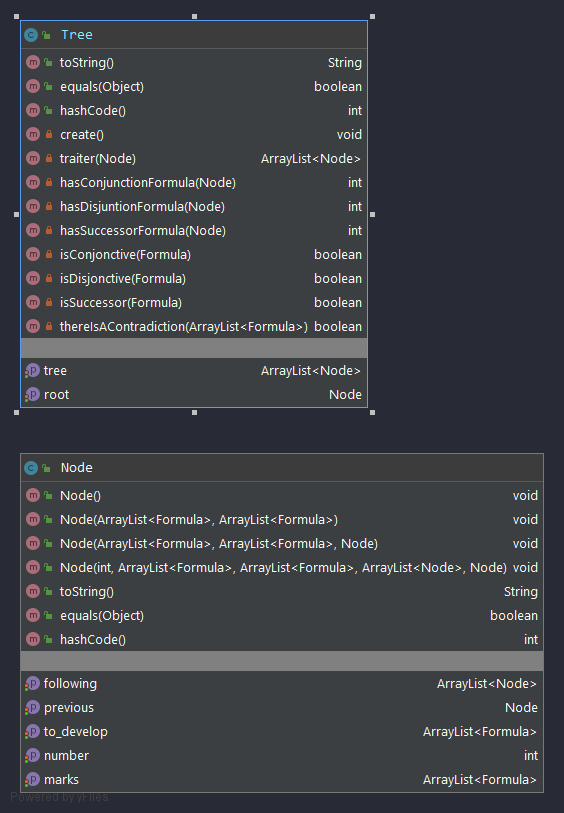 Tree
toString() String
equals(Object) boolean
hashCode() int
create() void
traiter(Node) ArrayList<Node>
hasConjunctionFormula(Node) int
hasDisjuntionFormula(Node) int
hasSuccessorFormula(Node) int
isConjonctive(Formula) boolean
isDisjonctive(Formula) boolean
isSuccessor(Formula) boolean
thereIsAContradiction(ArrayList<Formula>) boolean
tree ArrayList<Node>
root Node
Node
Node() void
Node(ArrayList<Formula>, ArrayList<Formula>) void
Node(ArrayList<Formula>, ArrayList<Formula>, Node) void
Node(int, ArrayList<Formula>, ArrayList<Formula>, ArrayList<Node>, Node) void
toString() String
equals(Object) boolean
hashCode() int
following ArrayList<Node>
previous Node
to_develop ArrayList<Formula>
number int
marks ArrayList<Formula>
Powered by yFiles